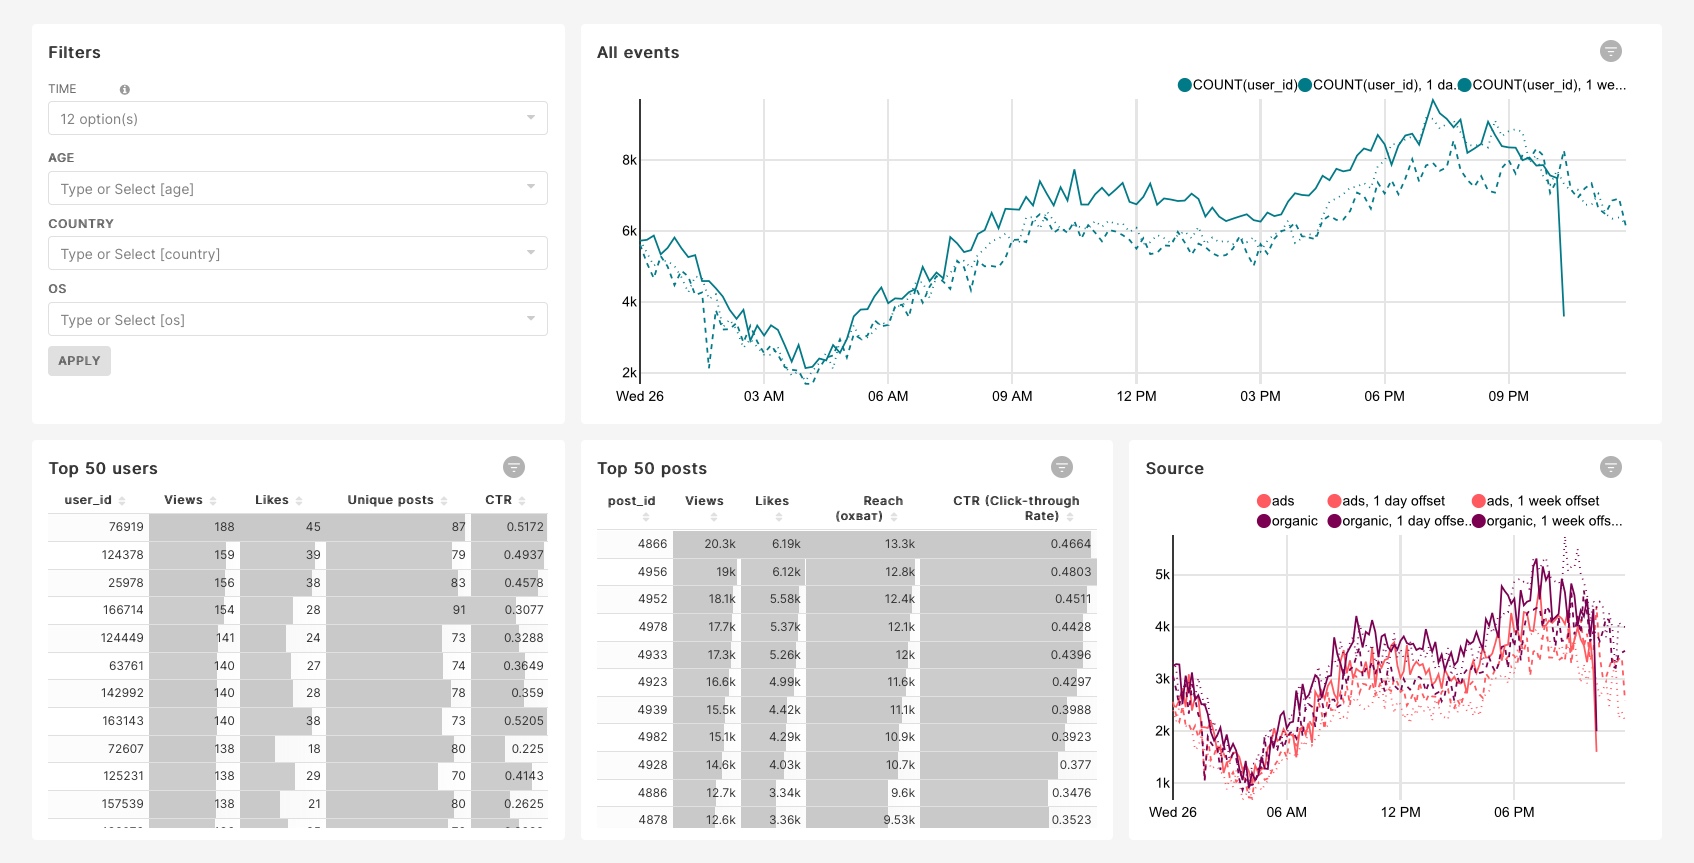 Filters
TIME
12 option(s)
AGE
Type or Select [age]
COUNTRY
Type or Select [country]
OS
Type or Select [os]
APPLY
All events
COUNT(user_id) COUNT(user_id), 1 da... COUNT(user_id), 1 we...
8k
6k
4k
2k
Wed 26 03 AM 06 AM 09 AM 12 PM 03 PM 06 PM 09 PM
Top 50 users
user_id Views Likes Unique posts CTR
76919 188 45 87 0.5172
124378 159 39 79 0.4937
25978 156 38 83 0.4578
166714 154 28 91 0.3077
124449 141 24 73 0.3288
63761 140 27 74 0.3649
142992 140 28 78 0.359
163143 140 38 73 0.5205
72607 138 18 80 0.225
125231 138 29 70 0.4143
157539 138 21 80 0.2625
Top 50 posts
post_id Views Likes Reach (охват) CTR (Click-through Rate)
4866 20.3k 6.19k 13.3k 0.4664
4956 19k 6.12k 12.8k 0.4803
4952 18.1k 5.58k 12.4k 0.4511
4978 17.7k 5.37k 12.1k 0.4428
4933 17.3k 5.26k 12k 0.4396
4923 16.6k 4.99k 11.6k 0.4297
4939 15.5k 4.42k 11.1k 0.3988
4982 15.1k 4.29k 10.9k 0.3923
4928 14.6k 4.03k 10.7k 0.377
4886 12.7k 3.34k 9.6k 0.3476
4878 12.6k 3.36k 9.53k 0.3523
Source
ads ads, 1 day offset ads, 1 week offset
organic organic, 1 day offse... organic, 1 week offs...
5k
4k
3k
2k
1k
Wed 26 06 AM 12 PM 06 PM